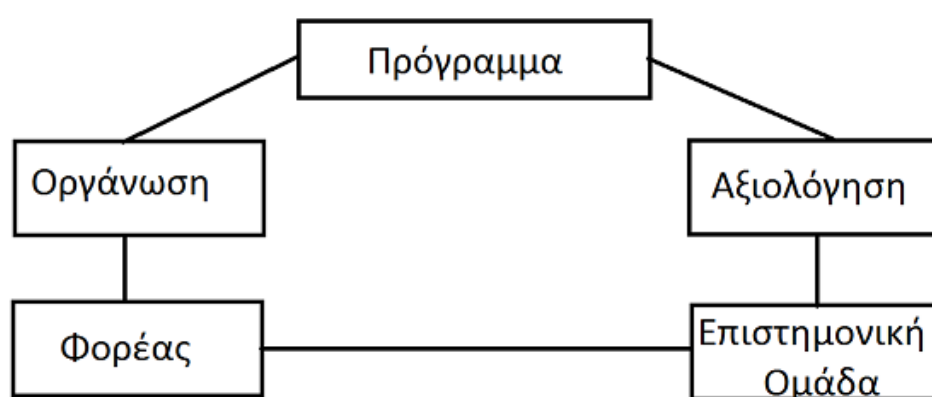 Πρόγραμμα
Οργάνωση
Αξιολόγηση
Φορέας
Επιστημονική
Ομάδα